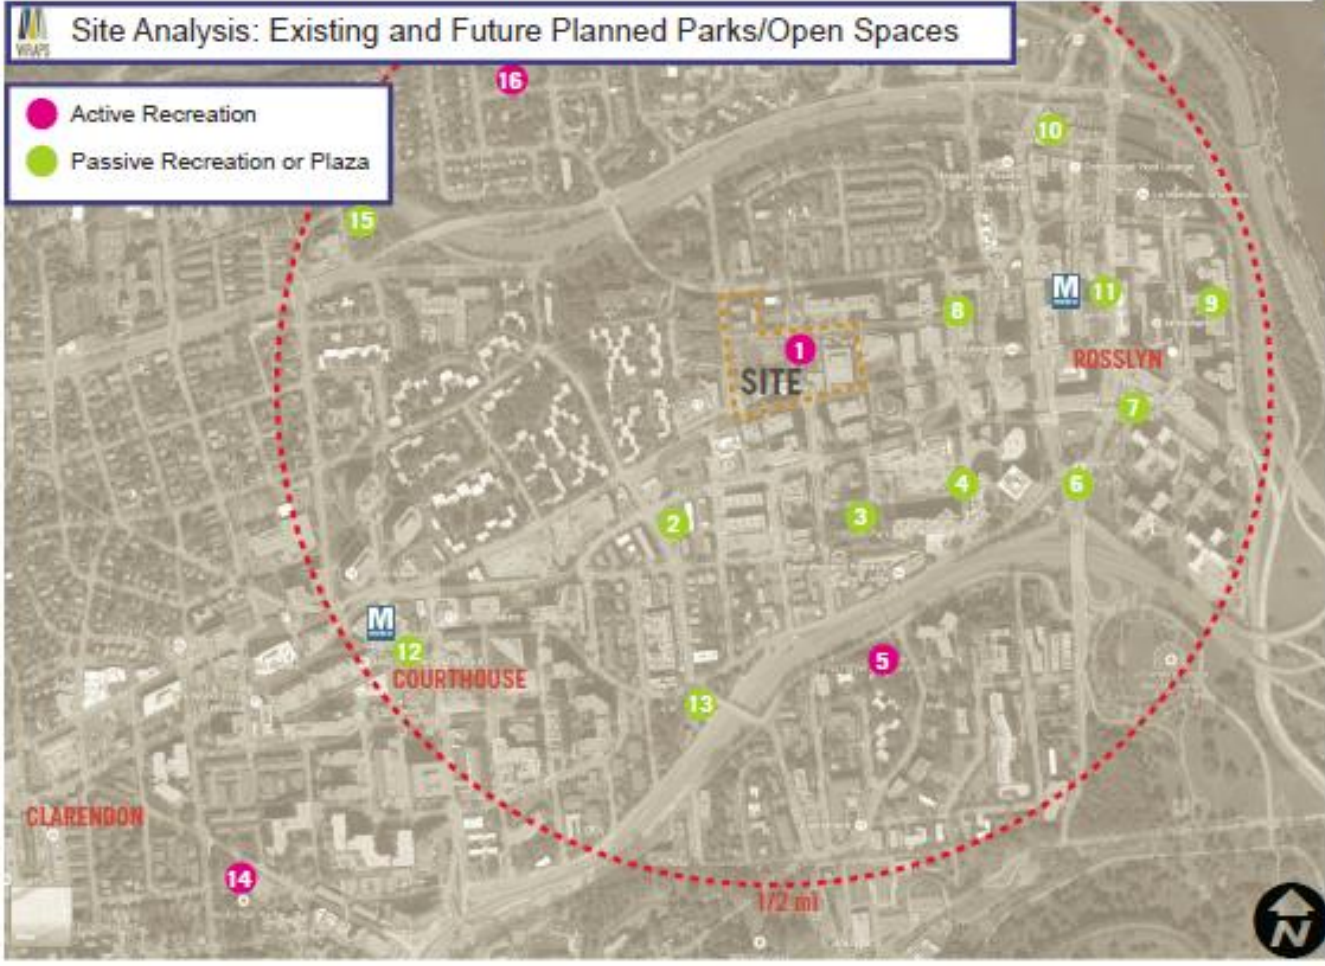 WRAPS
Site Analysis: Existing and Future Planned Parks/Open Spaces
Active Recreation
Passive Recreation or Plaza
16
10
15
M
11
9
8
1
SITE
ROSSLYN
7
4
6
2
3
M
12
COURTHOUSE
5
13
CLARENDON
14
1/2 mi
N